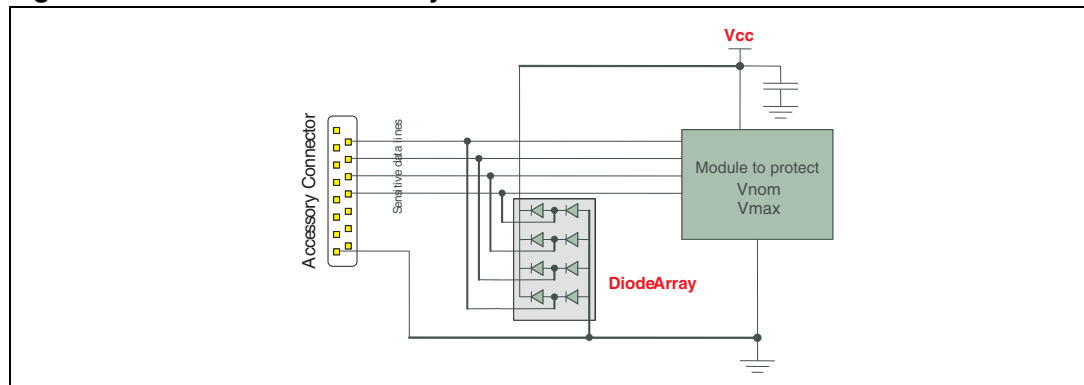 Vcc
Accessory Connector
Sensitive data lines
Module to protect
Vnom
Vmax
DiodeArray